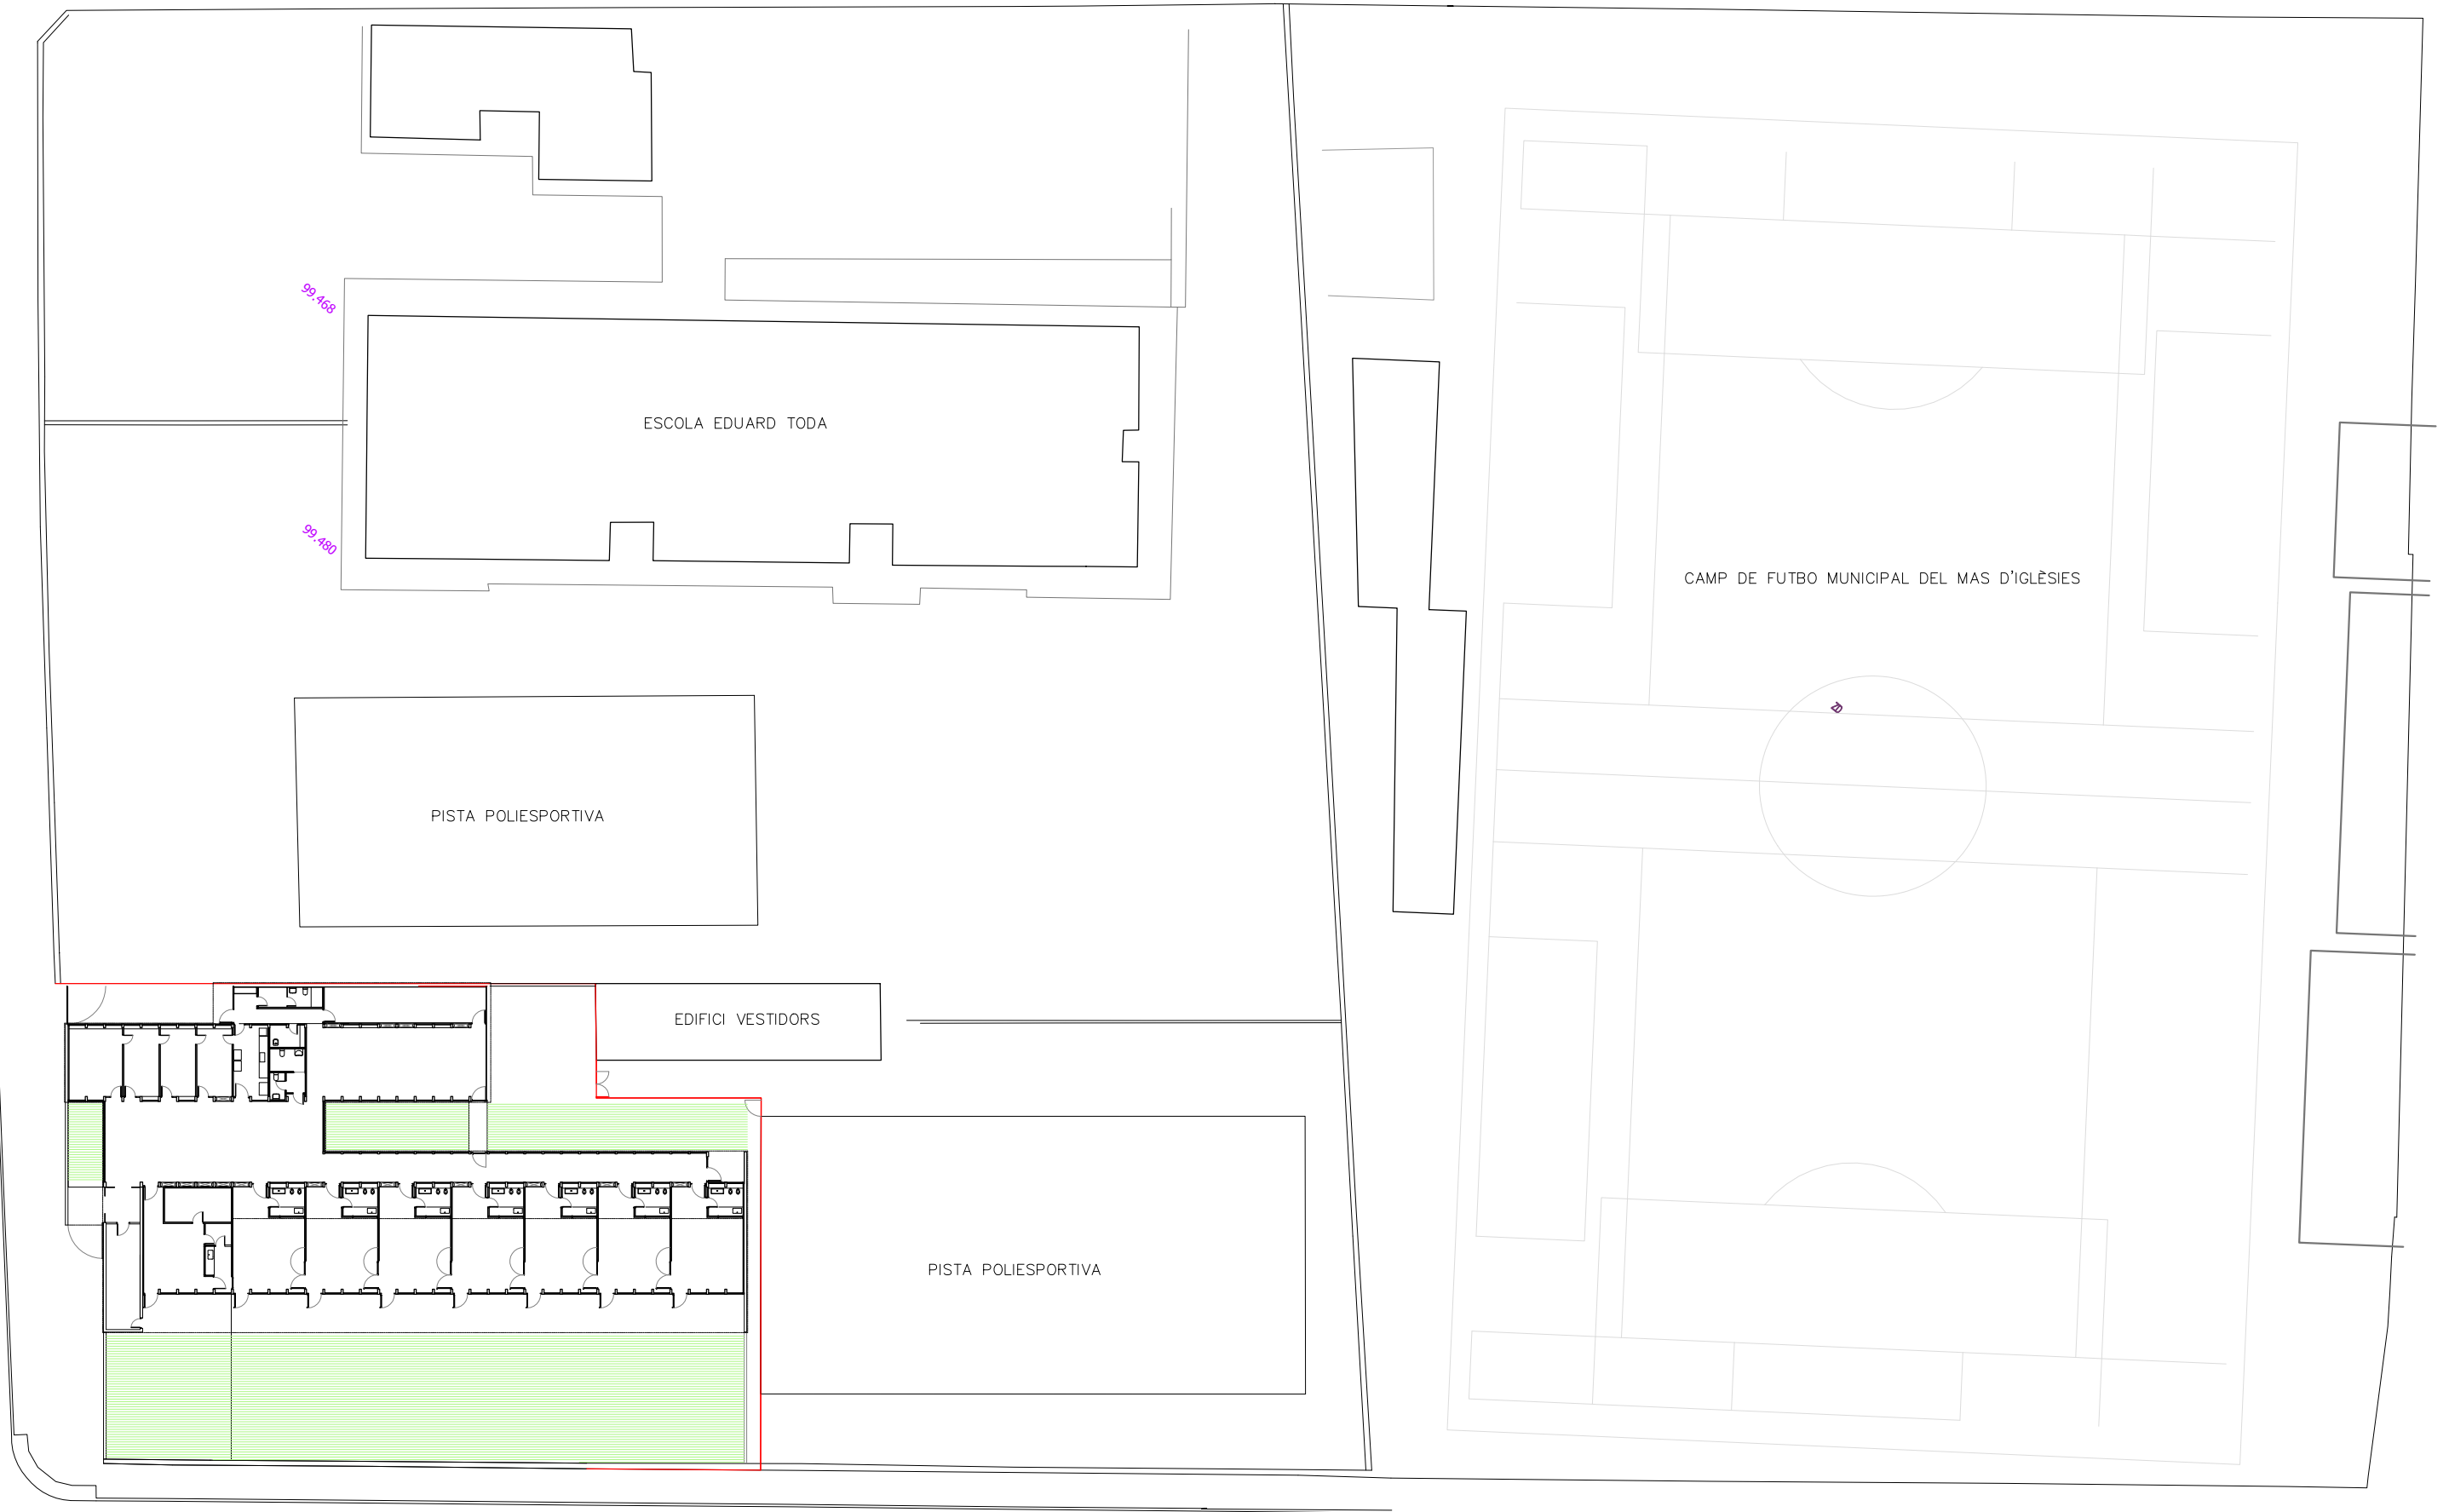 99.468
ESCOLA EDUARD TODA
99.480
CAMP DE FUTBO MUNICIPAL DEL MAS D'IGLÈSIES
PISTA POLIESPORTIVA
EDIFICI VESTIDORS
PISTA POLIESPORTIVA